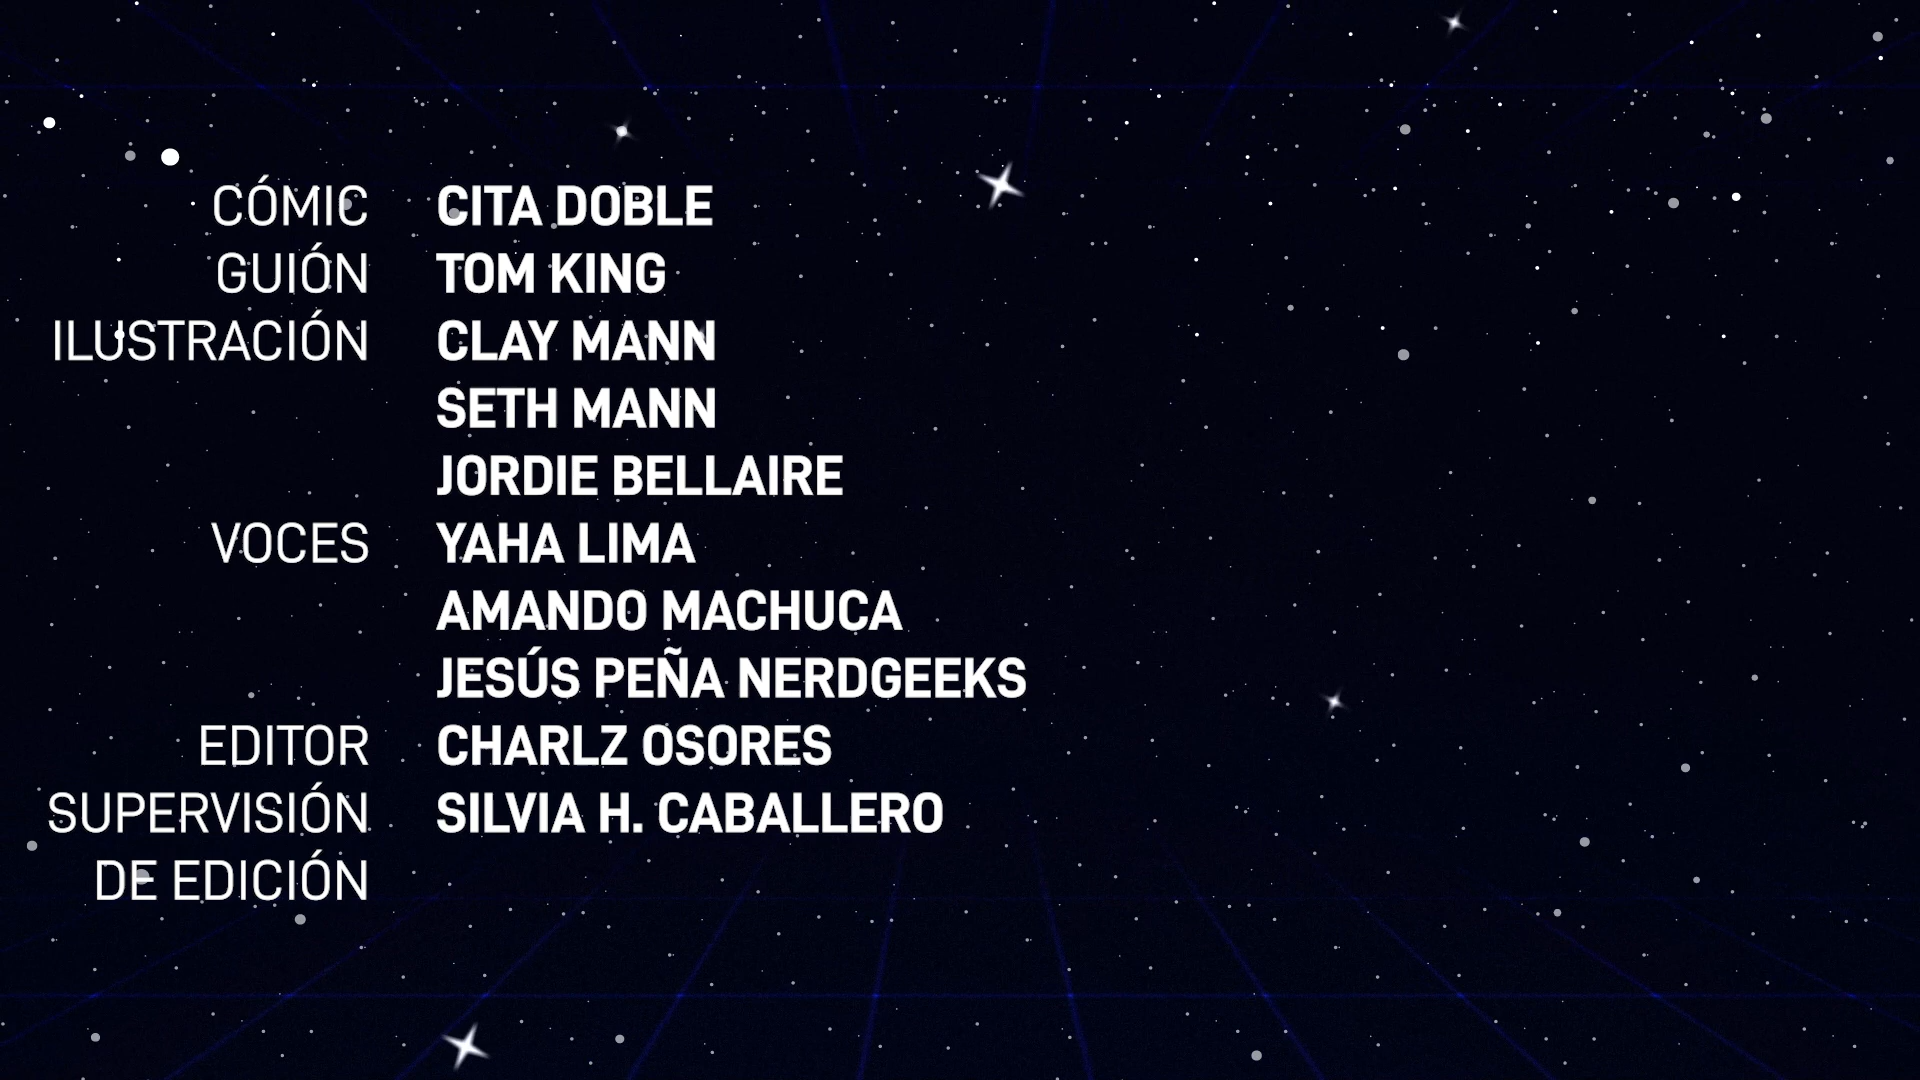 CÓMIC CITA DOBLE
GUIÓN TOM KING
ILUSTRACIÓN CLAY MANN
SETH MANN
JORDIE BELLAIRE
VOCES YAHA LIMA
AMANDO MACHUCA
JESÚS PEÑA NERDGEEKS
EDITOR CHARLZ OSORES
SUPERVISIÓN SILVIA H. CABALLERO
DE EDICIÓN